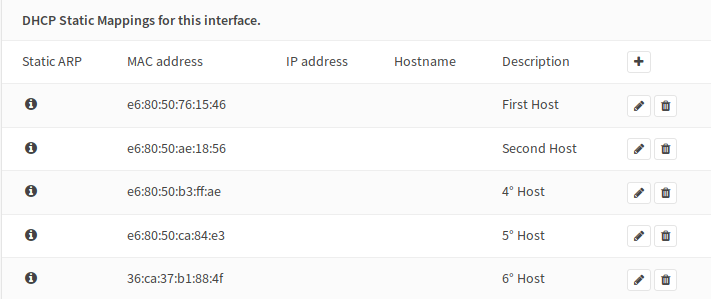 DHCP Static Mappings for this interface.
Static ARP MAC address IP address Hostname Description
e6:80:50:76:15:46 First Host
e6:80:50:ae:18:56 Second Host
e6:80:50:b3:ff:ae 4° Host
e6:80:50:ca:84:e3 5° Host
36:ca:37:b1:88:4f 6° Host